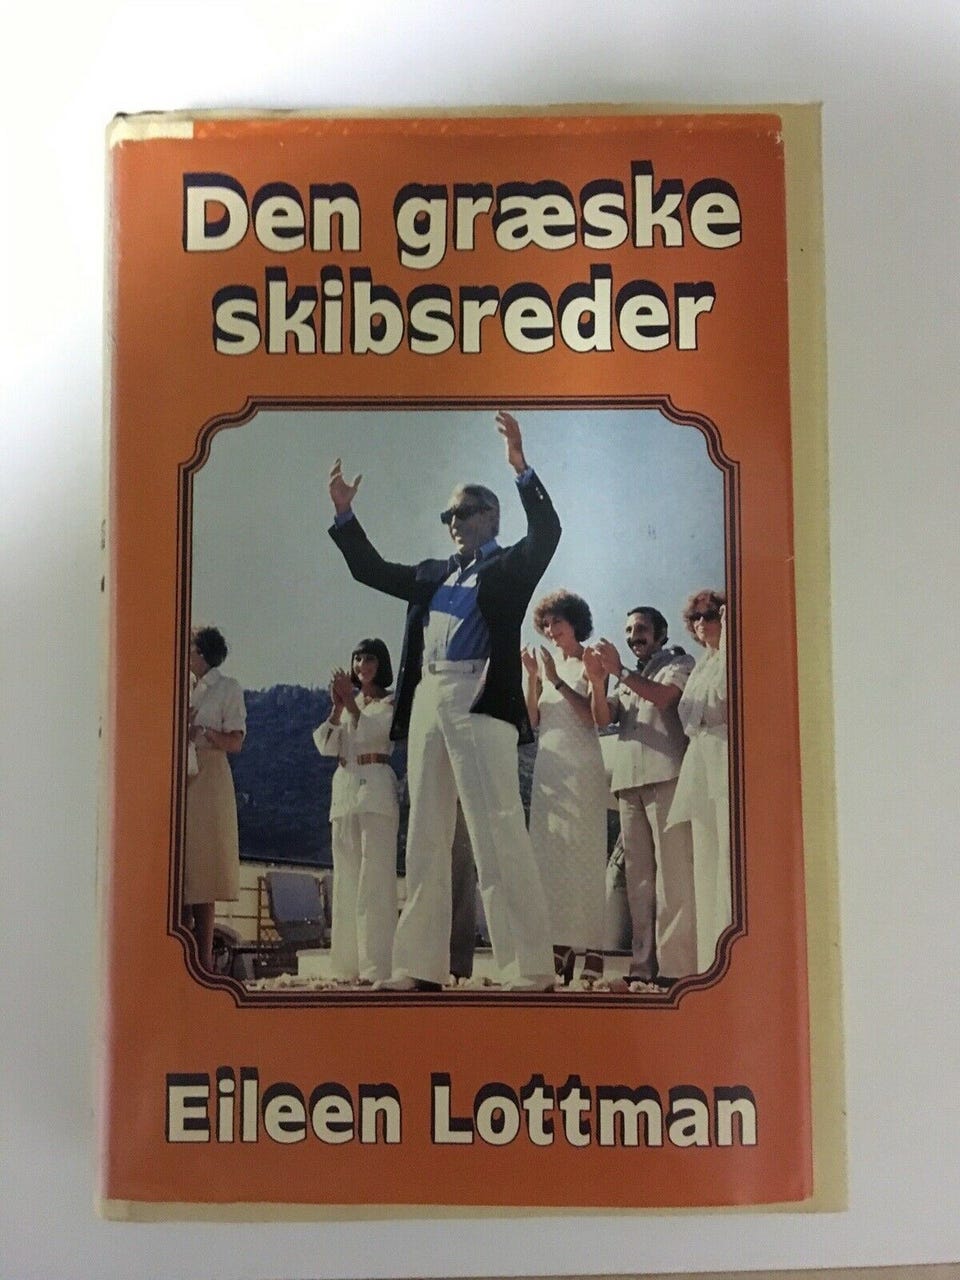 Den græske
skibsreder
Eileen Lottman